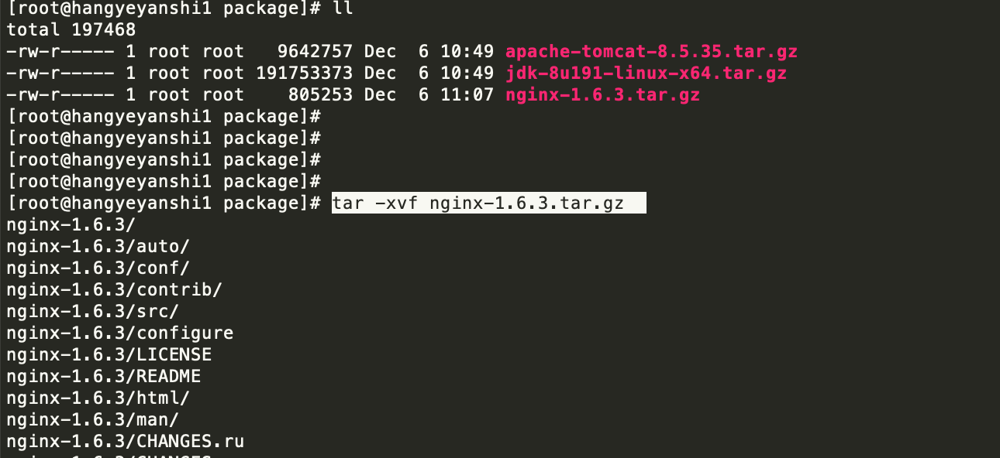 [root@hangyeyanshi1 package]# ll
total 197468
-rw-r----- 1 root root   9642757 Dec  6 10:49 apache-tomcat-8.5.35.tar.gz
-rw-r----- 1 root root 191753373 Dec  6 10:49 jdk-8u191-linux-x64.tar.gz
-rw-r----- 1 root root    805253 Dec  6 11:07 nginx-1.6.3.tar.gz
[root@hangyeyanshi1 package]#
[root@hangyeyanshi1 package]#
[root@hangyeyanshi1 package]#
[root@hangyeyanshi1 package]#
[root@hangyeyanshi1 package]# tar -xvf nginx-1.6.3.tar.gz
nginx-1.6.3/
nginx-1.6.3/auto/
nginx-1.6.3/conf/
nginx-1.6.3/contrib/
nginx-1.6.3/src/
nginx-1.6.3/configure
nginx-1.6.3/LICENSE
nginx-1.6.3/README
nginx-1.6.3/html/
nginx-1.6.3/man/
nginx-1.6.3/CHANGES.ru